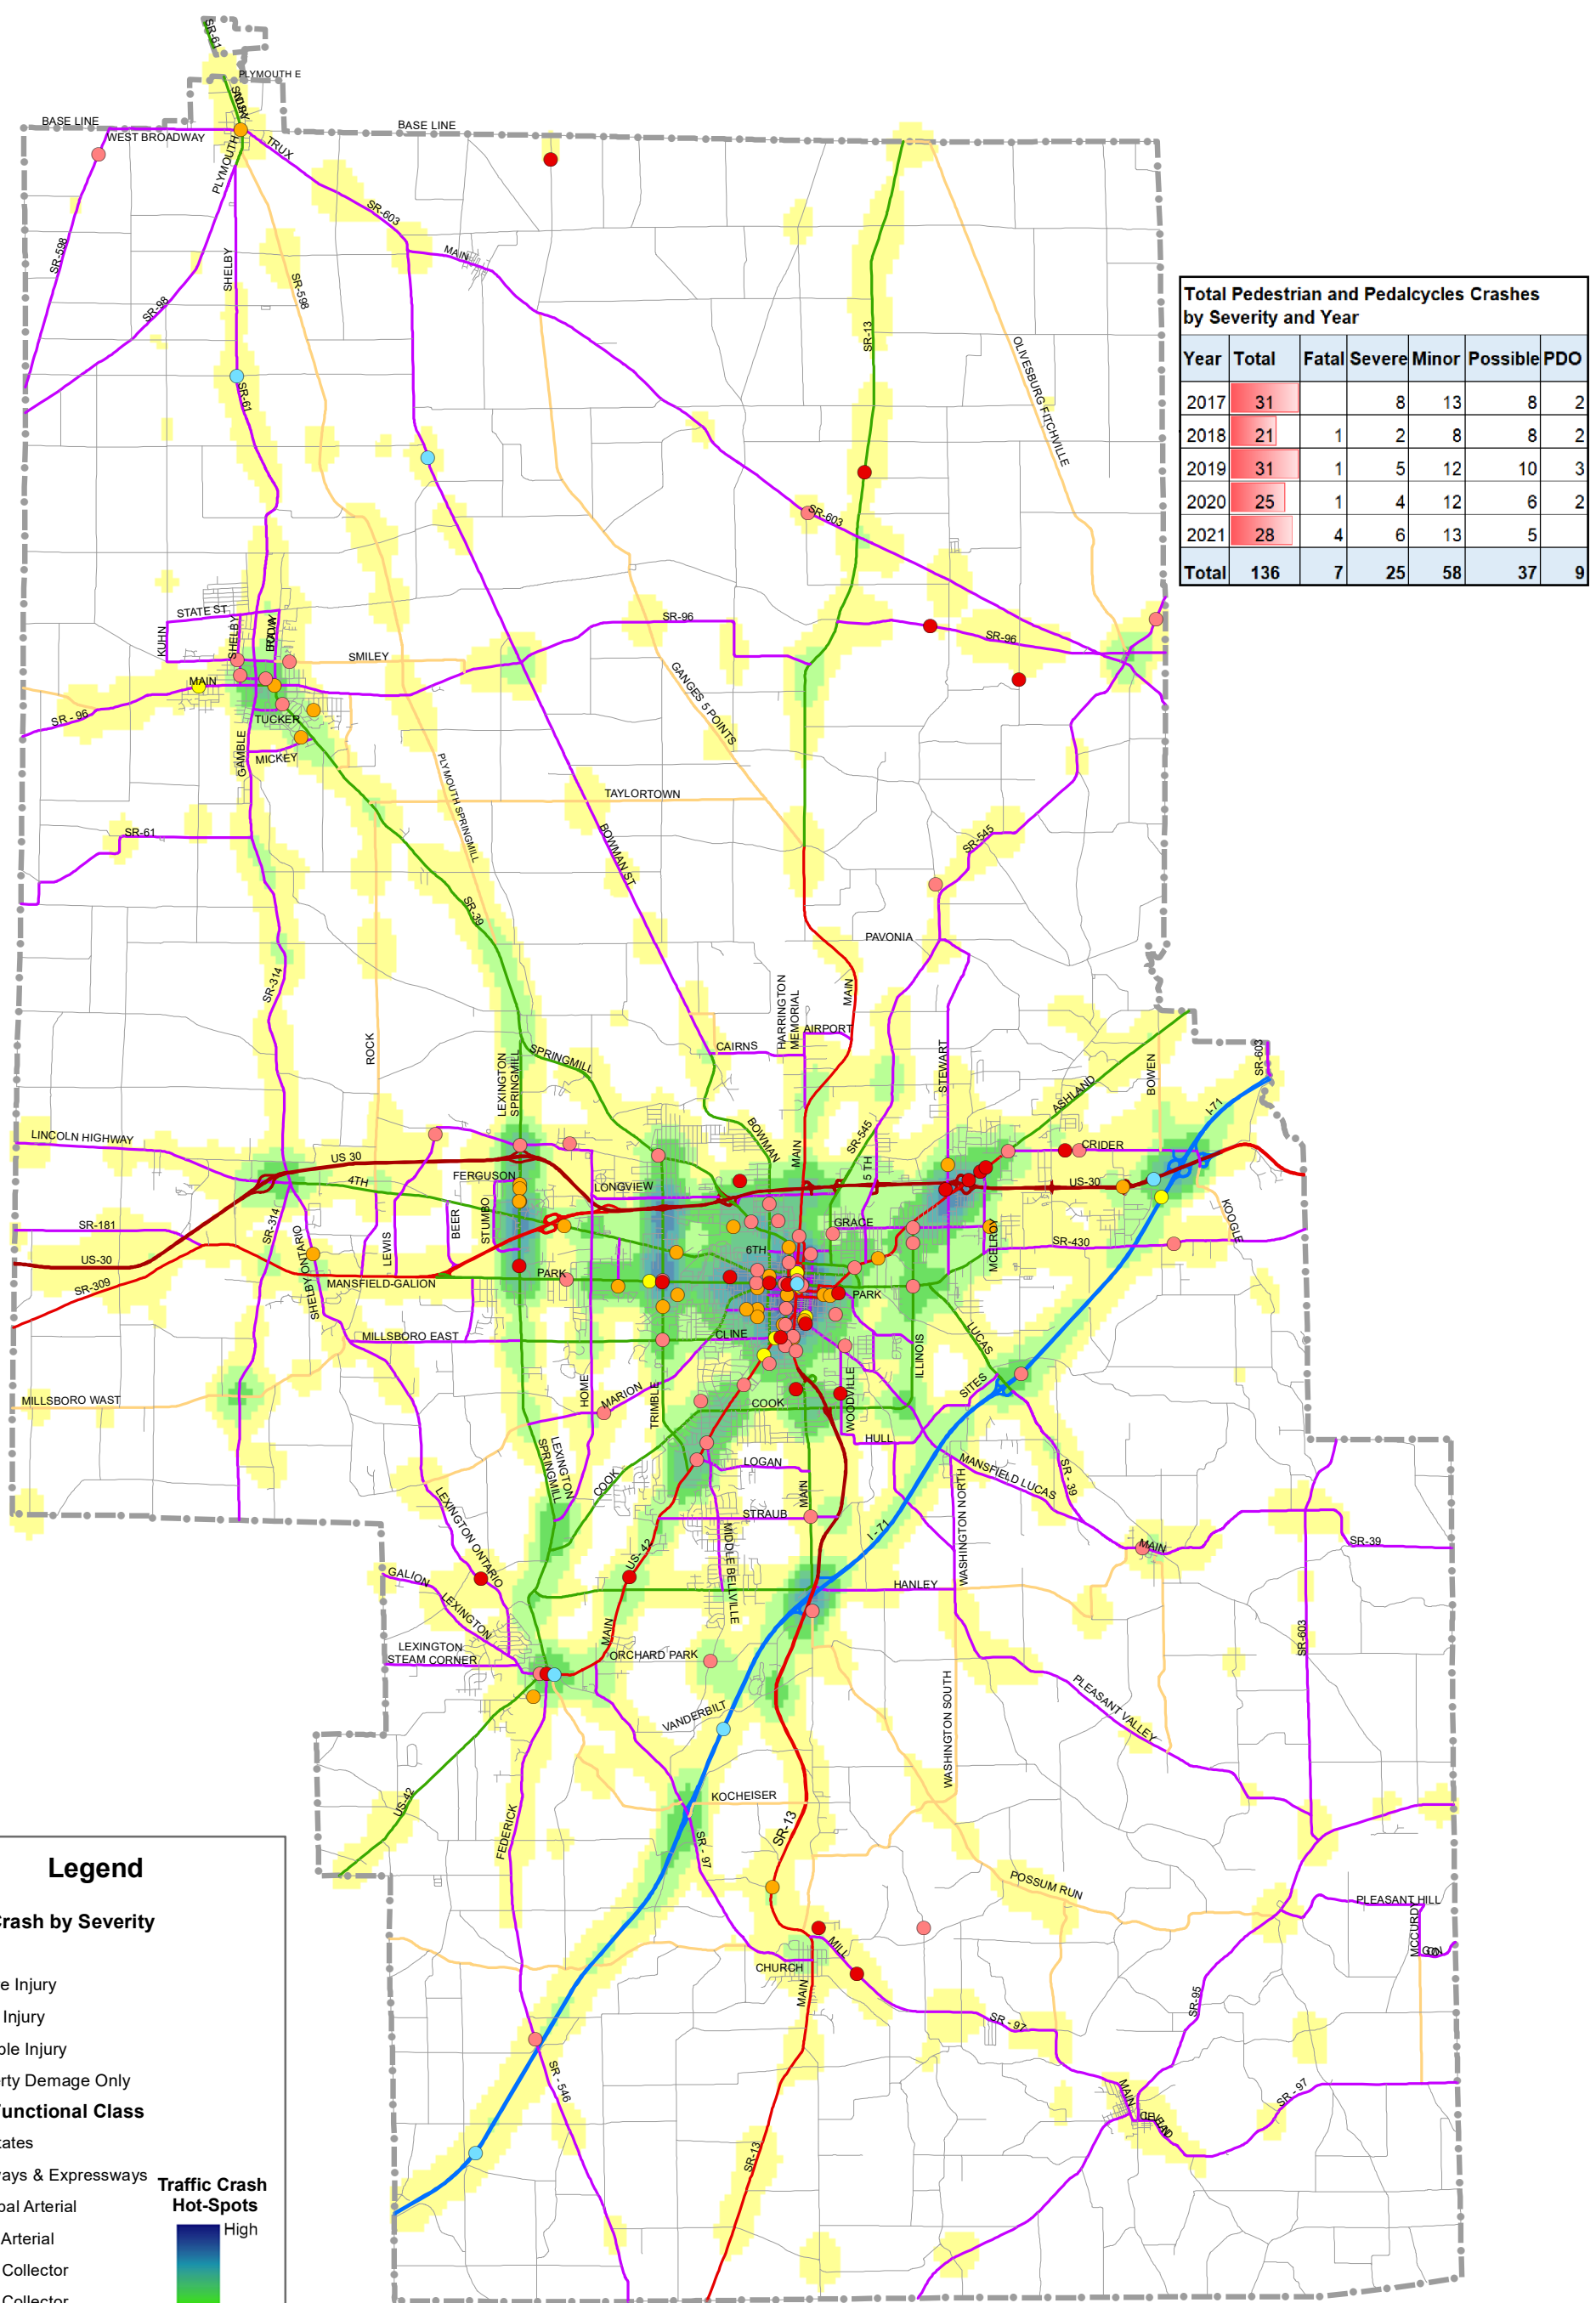 SR-61
PLYMOUTH E
BASE LINE
WEST BROADWAY
BASE LINE
TRUX
PLYMOUTH
SR-603
MAIN
SR-598
SHELBY
SR-598
SR-98
SR-13
OLIVESBURG FITCHVILLE
SR-61
Total Pedestrian and Pedalcycles Crashes
by Severity and Year
Year Total Fatal Severe Minor Possible PDO
2017 31 8 13 8 2
2018 21 1 2 8 8 2
2019 31 1 5 12 10 3
2020 25 1 4 12 6 2
2021 28 4 6 13 5
Total 136 7 25 58 37 9
SR-603
STATE ST
KUHN
SHELBY
SR-96
SR-96
SMILEY
MAIN
GANGES 5 POINTS
SR - 96
TUCKER
GAMBLE
MICKEY
PLYMOUTH SPRINGMILL
TAYLORTOWN
SR-61
BOWMAN ST
SR-545
SR-39
PAVONIA
SR-314
MAIN
HARRINGTON
MEMORIAL
AIRPORT
ROCK
CAIRNS
STEWART
SR-603
LEXINGTON
SPRINGMILL
SPRINGMILL
BOWEN
ASHLAND
I-71
LINCOLN HIGHWAY
BOWMAN
MAIN
SR-545
CRIDER
US 30
FERGUSON
4TH
LONGVIEW
5 TH
US-30
STUMBO
BEER
GRACE
KOOGLE
SR-181
SR-314
SHELBY ONTARIO
LEWIS
6TH
MCELROY
SR-430
US-30
PARK
SR-309
MANSFIELD-GALION
PARK
MILLSBORO EAST
CLINE
LUCAS
ILLINOIS
SITES
MILLSBORO WAST
HOME
MARION
TRIMBLE
COOK
WOODVILLE
HULL
LEXINGTON
SPRINGMILL
COOK
LOGAN
MANSFIELD LUCAS
SR - 39
MAIN
STRAUB
WASHINGTON NORTH
LEXINGTON ONTARIO
US- 42
MIDDLE BELLVILLE
I - 71
MAIN
SR-39
GALION
HANLEY
LEXINGTON
MAIN
SR-603
LEXINGTON
STEAM CORNER
ORCHARD PARK
WASHINGTON SOUTH
PLEASANT VALLEY
VANDERBILT
US-42
KOCHEISER
FEDERICK
SR - 97
SR-13
POSSUM RUN
PLEASANT HILL
MCCURDY
MILL
CHURCH
MAIN
SR-95
SR - 97
SR - 546
MAIN
SR - 97
SR-13
Legend
Crash by Severity
e Injury
Injury
ble Injury
rty Demage Only
Functional Class
tates
ays & Expressways
pal Arterial
Arterial
Collector
Collector
Traffic Crash
Hot-Spots
High